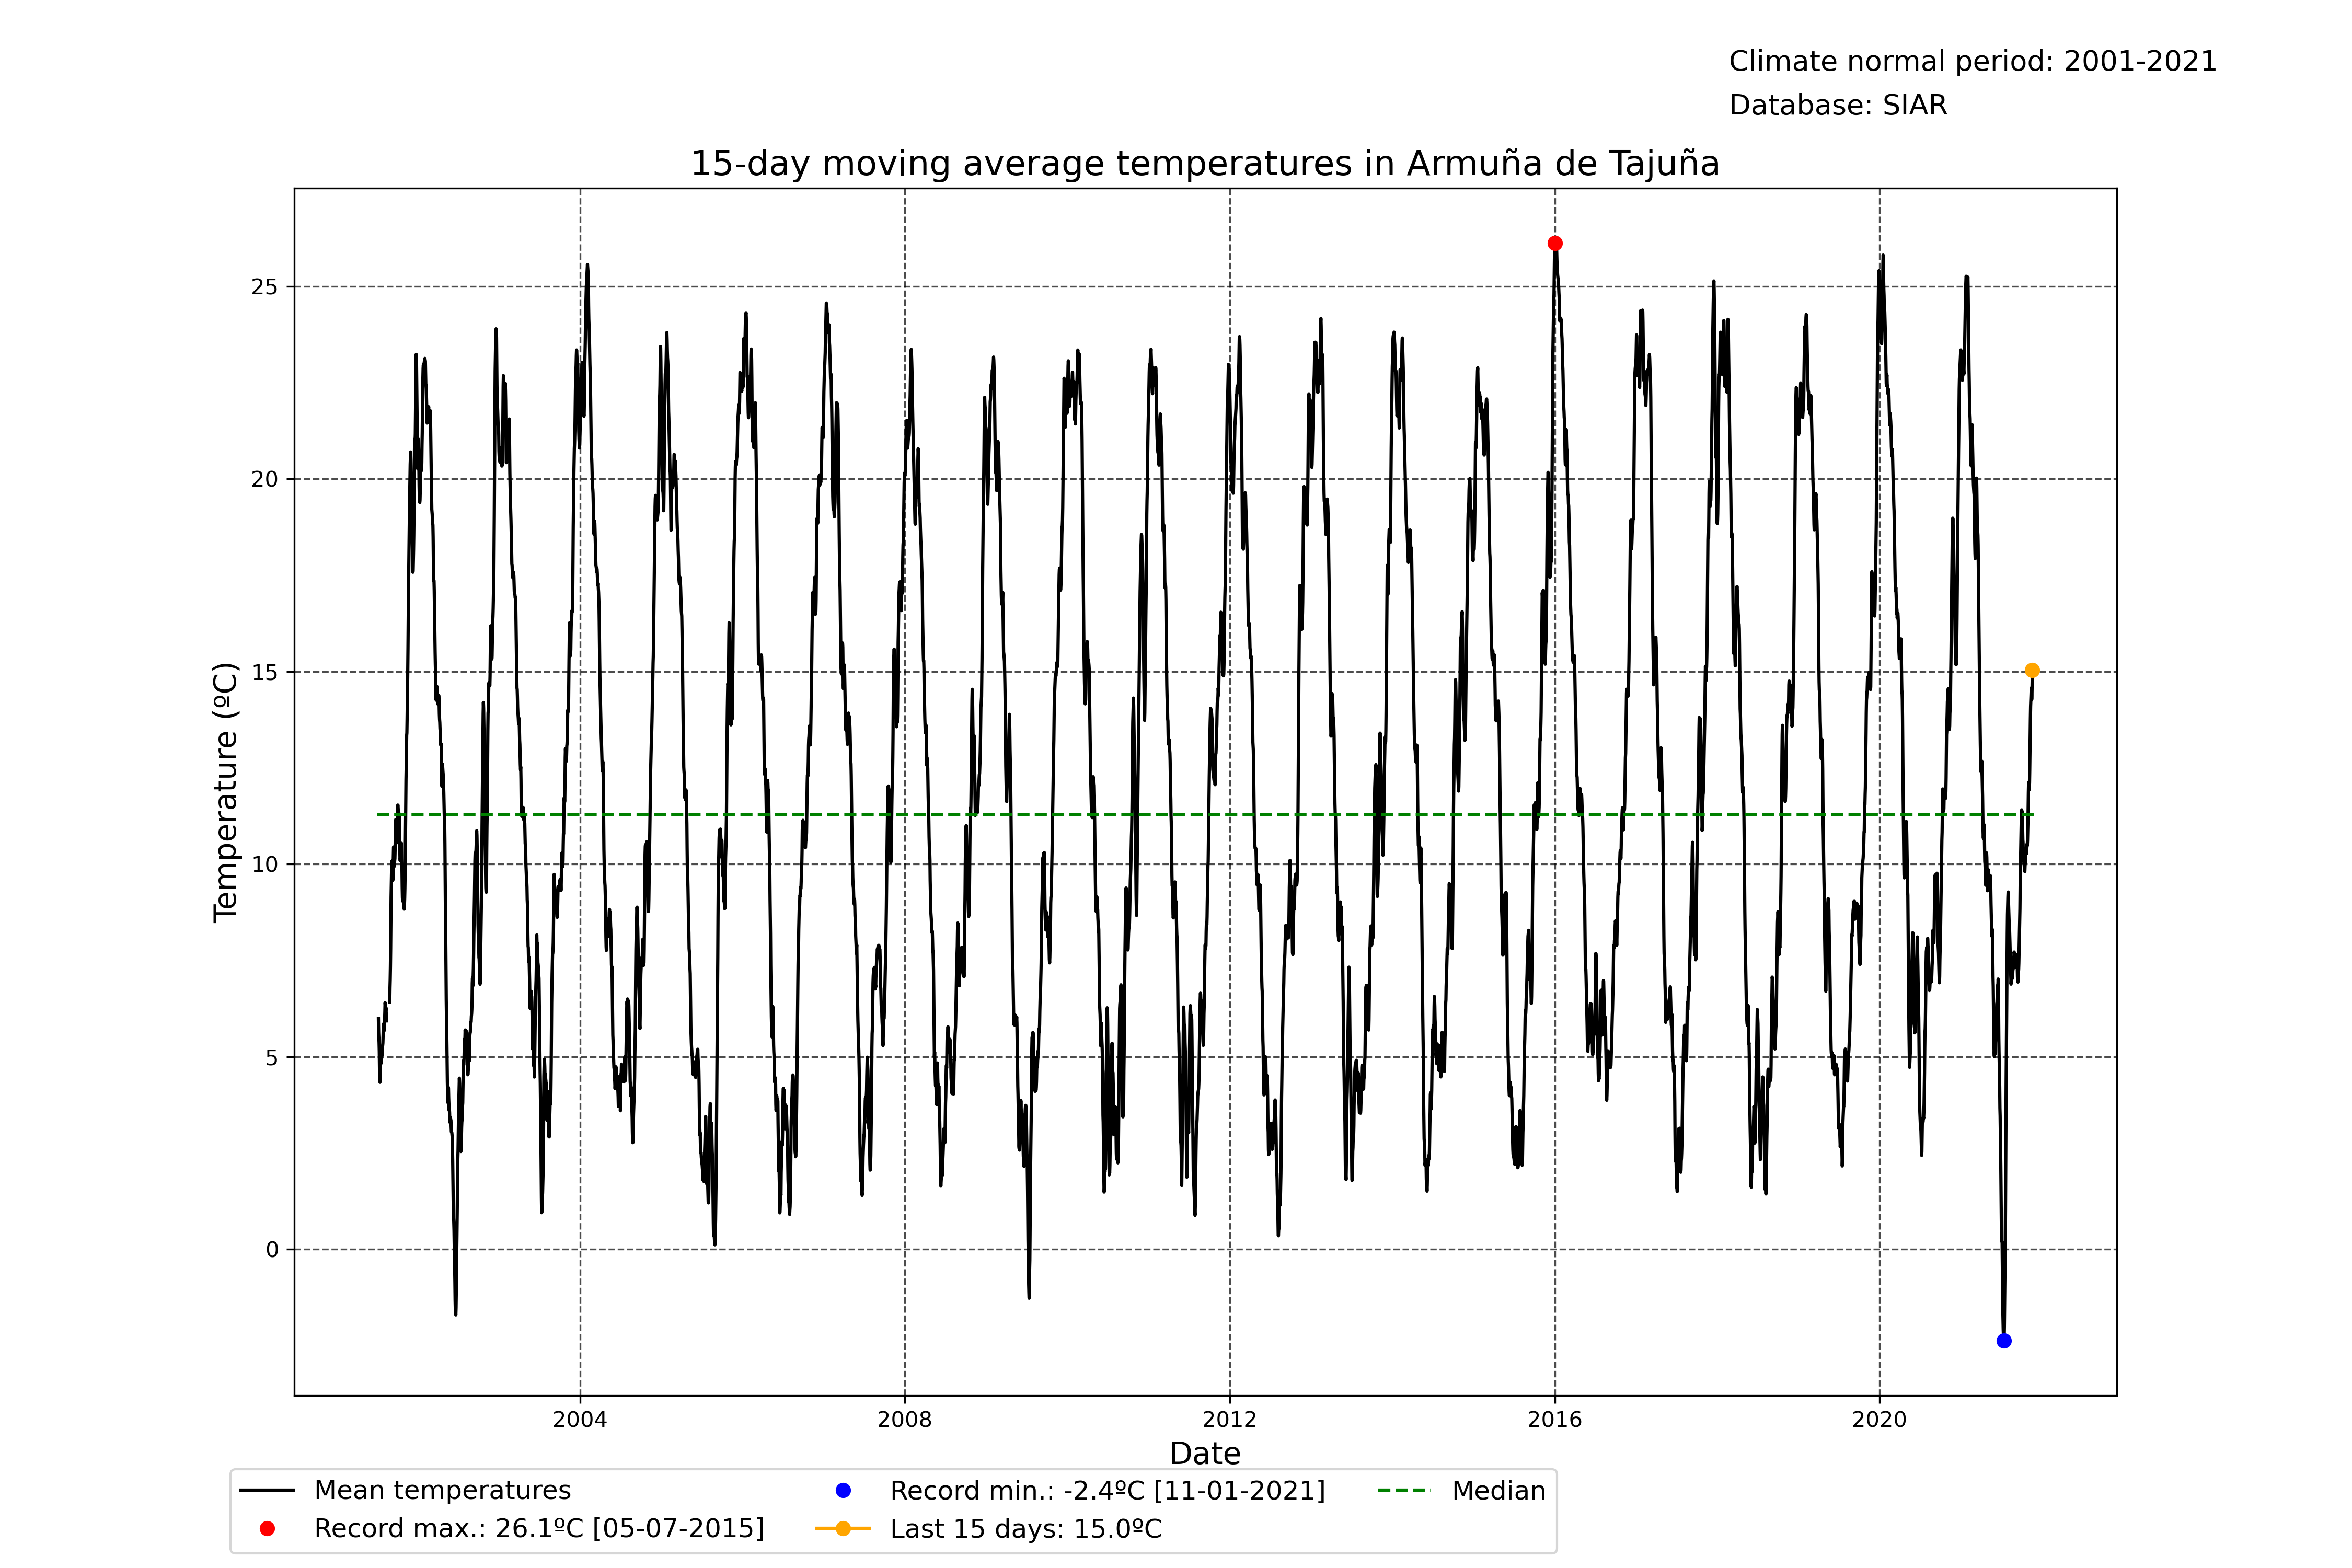 Climate normal period: 2001-2021
Database: SIAR
15-day moving average temperatures in Armuña de Tajuña
25
20
15
10
5
0
Temperature (ºC)
2004 2008 2012 2016 2020
Date
Mean temperatures
Record max.: 26.1ºC [05-07-2015]
Record min.: -2.4ºC [11-01-2021]
Last 15 days: 15.0ºC
Median